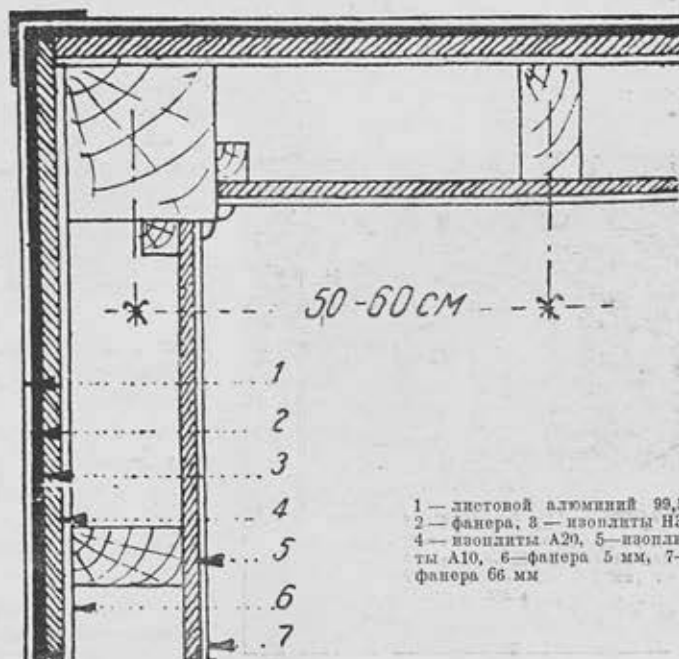 50-60 см
1
2
3
4
5
6
7
1 — листовой алюминий
2 — фанера, 3 — изоплиты
4 — изоплиты А20, 5—изопли
ты А10, 6—фанера 5 мм, 7—
фанера 66 мм